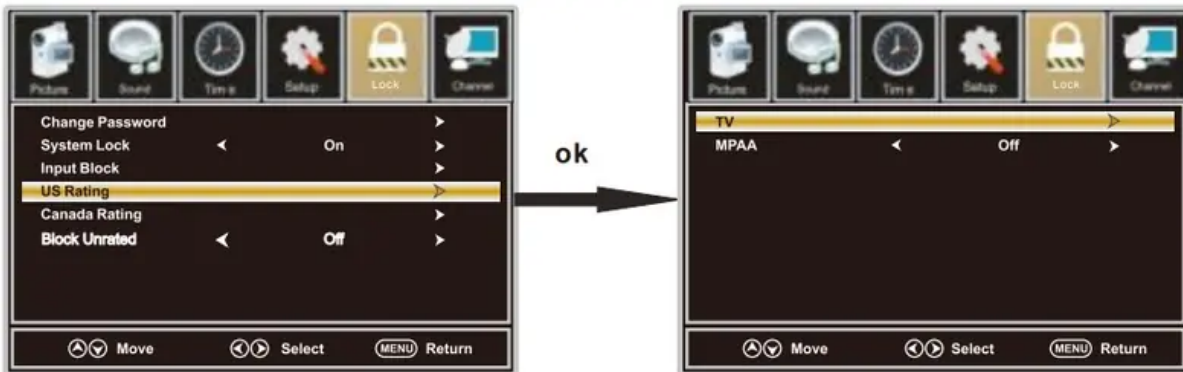 Picture Sound Time Setup Lock Channel
Change Password
System Lock On
Input Block
US Rating
Canada Rating
Block Unrated Off
Move Select MENU Return
ok
Picture Sound Time Setup Lock Channel
TV
MPAA Off
Move Select MENU Return